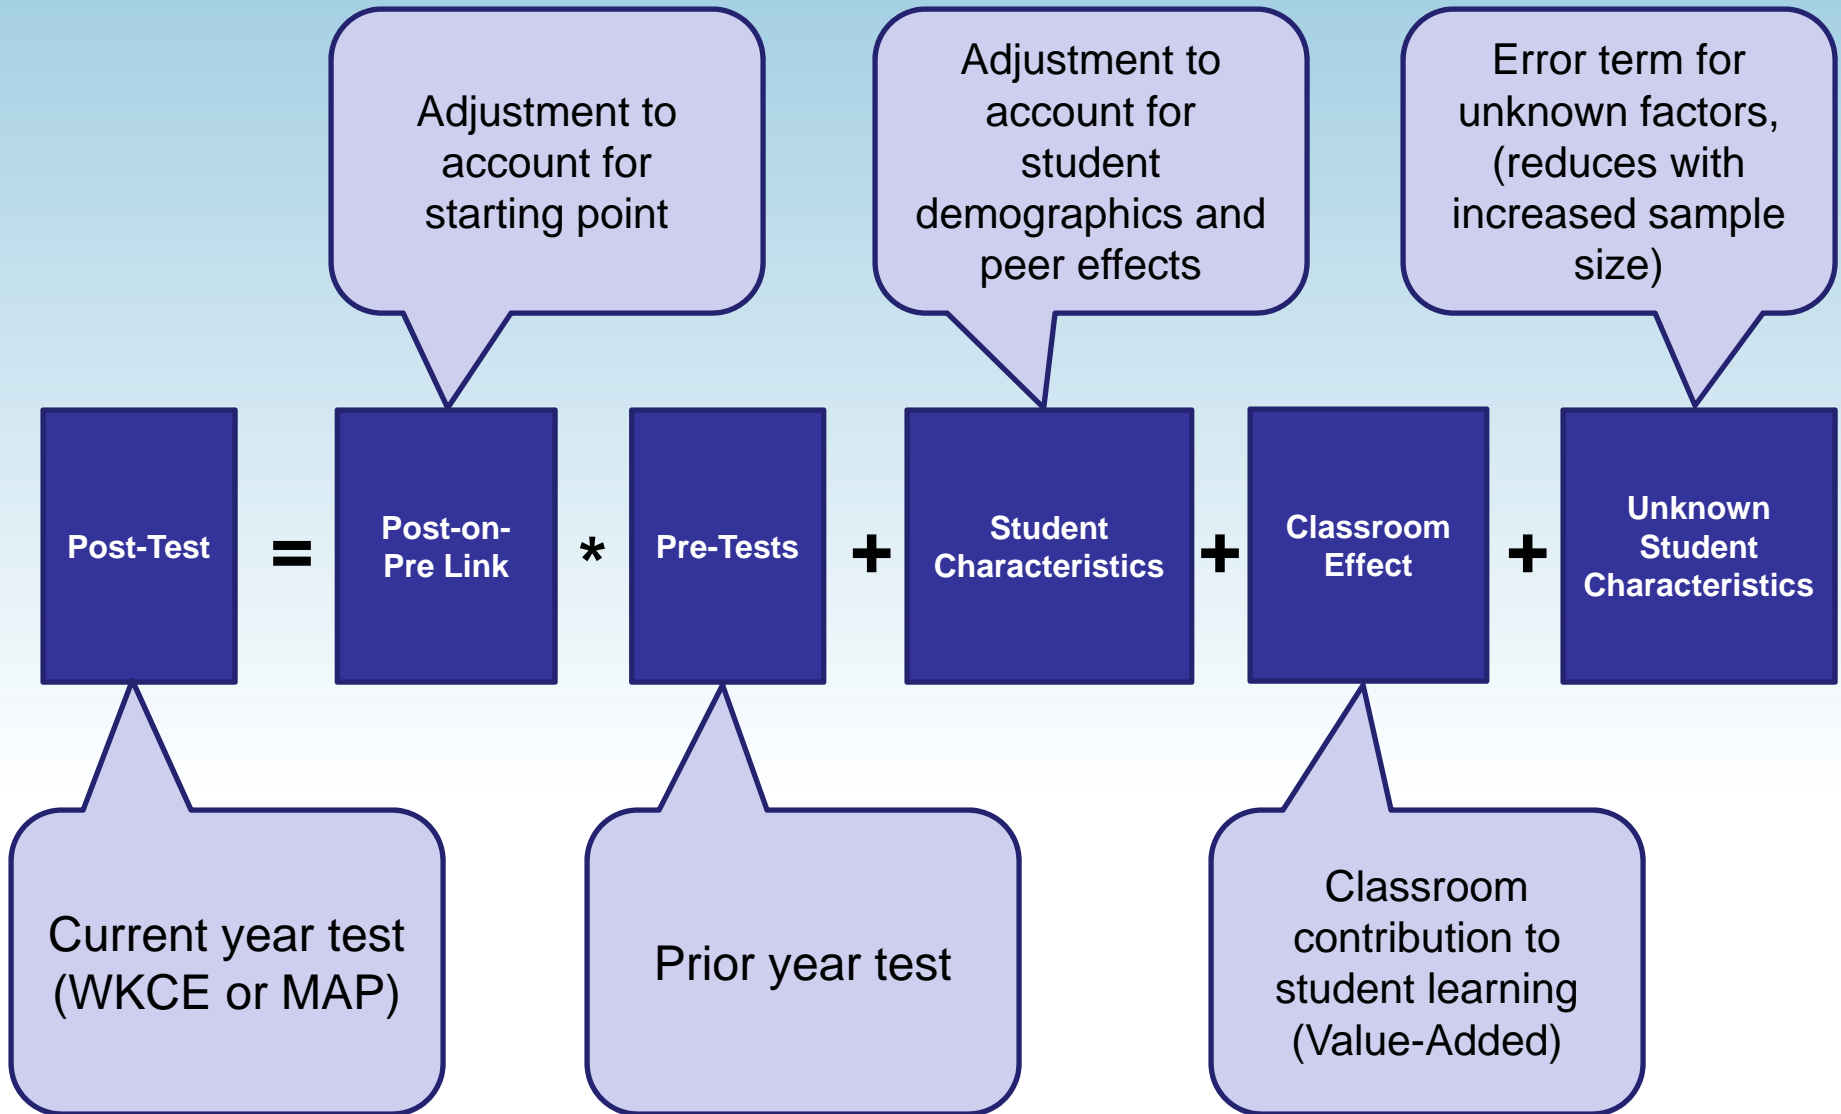 Adjustment to
account for
starting point
Adjustment to
account for
student
demographics and
peer effects
Error term for
unknown factors,
(reduces with
increased sample
size)
Post-Test
=
Post-on-
Pre Link
*
Pre-Tests
+
Student
Characteristics
+
Classroom
Effect
+
Unknown
Student
Characteristics
Current year test
(WKCE or MAP)
Prior year test
Classroom
contribution to
student learning
(Value-Added)